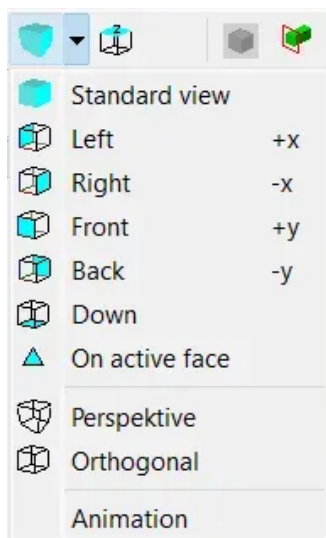 z
Standard view
Left +x
Right -x
Front +y
Back -y
Down
On active face
Perspektive
Orthogonal
Animation